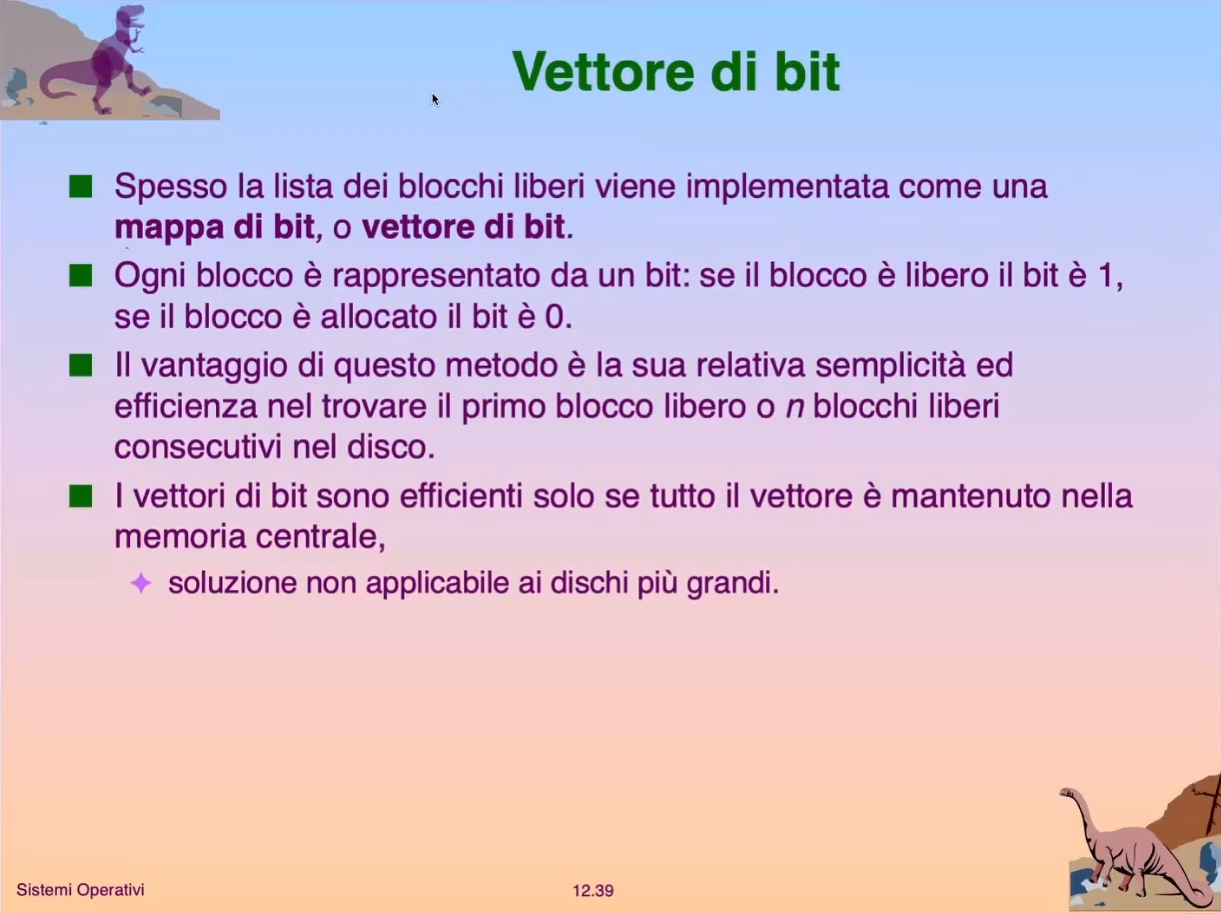 Vettore di bit
Spesso la lista dei blocchi liberi viene implementata come una
mappa di bit, o vettore di bit.
Ogni blocco è rappresentato da un bit: se il blocco è libero il bit è 1,
se il blocco è allocato il bit è 0.
Il vantaggio di questo metodo è la sua relativa semplicità ed
efficienza nel trovare il primo blocco libero o n blocchi liberi
consecutivi nel disco.
I vettori di bit sono efficienti solo se tutto il vettore è mantenuto nella
memoria centrale,
soluzione non applicabile ai dischi più grandi.
Sistemi Operativi
12.39